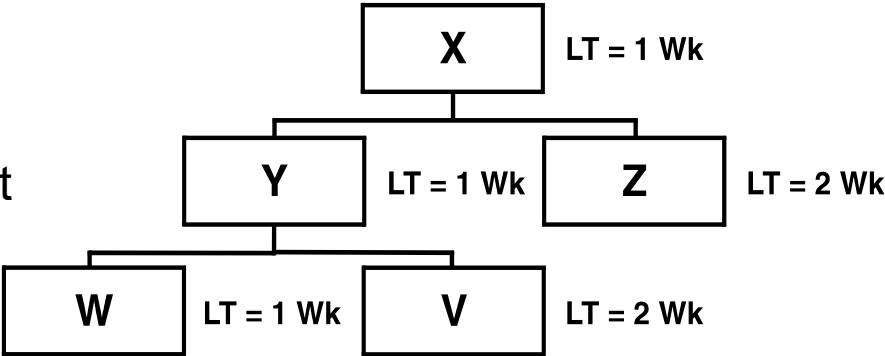 X LT = 1 Wk
t Y LT = 1 Wk Z LT = 2 Wk
W LT = 1 Wk V LT = 2 Wk